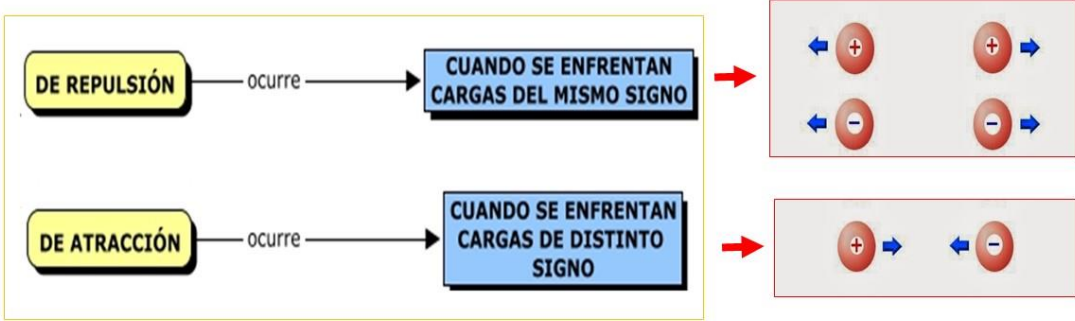 DE REPULSIÓN
ocurre
CUANDO SE ENFRENTAN
CARGAS DEL MISMO SIGNO
+
+
−
−
DE ATRACCIÓN
ocurre
CUANDO SE ENFRENTAN
CARGAS DE DISTINTO
SIGNO
+
−